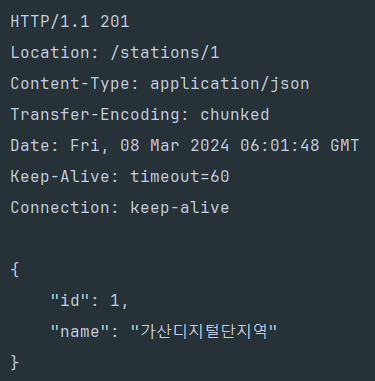 HTTP/1.1 201
Location: /stations/1
Content-Type: application/json
Transfer-Encoding: chunked
Date: Fri, 08 Mar 2024 06:01:48 GMT
Keep-Alive: timeout=60
Connection: keep-alive

{
    "id": 1,
    "name": "가산디지털단지역"
}